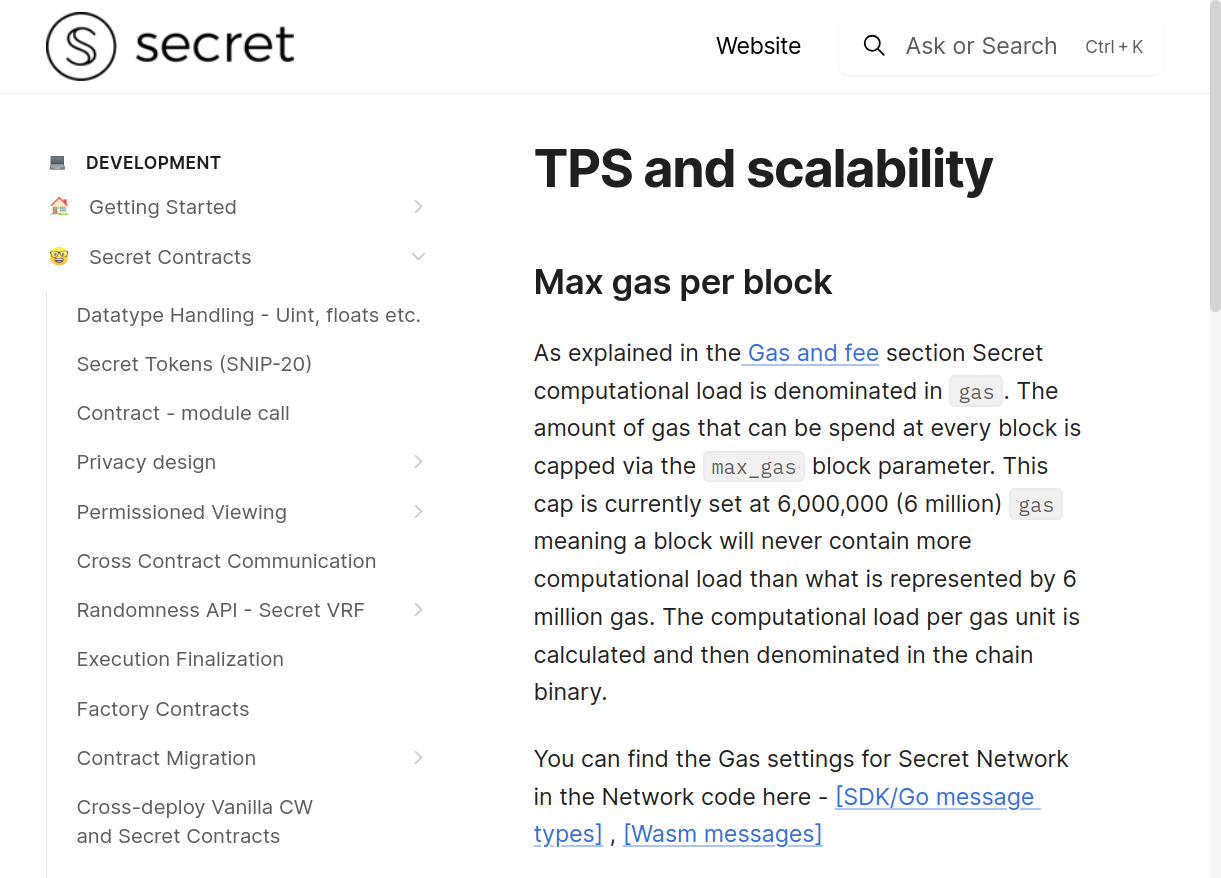 secret
Website
Ask or Search
Ctrl + K
DEVELOPMENT
Getting Started
Secret Contracts
Datatype Handling - Uint, floats etc.
Secret Tokens (SNIP-20)
Contract - module call
Privacy design
Permissioned Viewing
Cross Contract Communication
Randomness API - Secret VRF
Execution Finalization
Factory Contracts
Contract Migration
Cross-deploy Vanilla CW
and Secret Contracts
TPS and scalability
Max gas per block
As explained in the Gas and fee section Secret
computational load is denominated in gas. The
amount of gas that can be spend at every block is
capped via the max_gas block parameter. This
cap is currently set at 6,000,000 (6 million) gas
meaning a block will never contain more
computational load than what is represented by 6
million gas. The computational load per gas unit is
calculated and then denominated in the chain
binary.
You can find the Gas settings for Secret Network
in the Network code here - [SDK/Go message
types] , [Wasm messages]